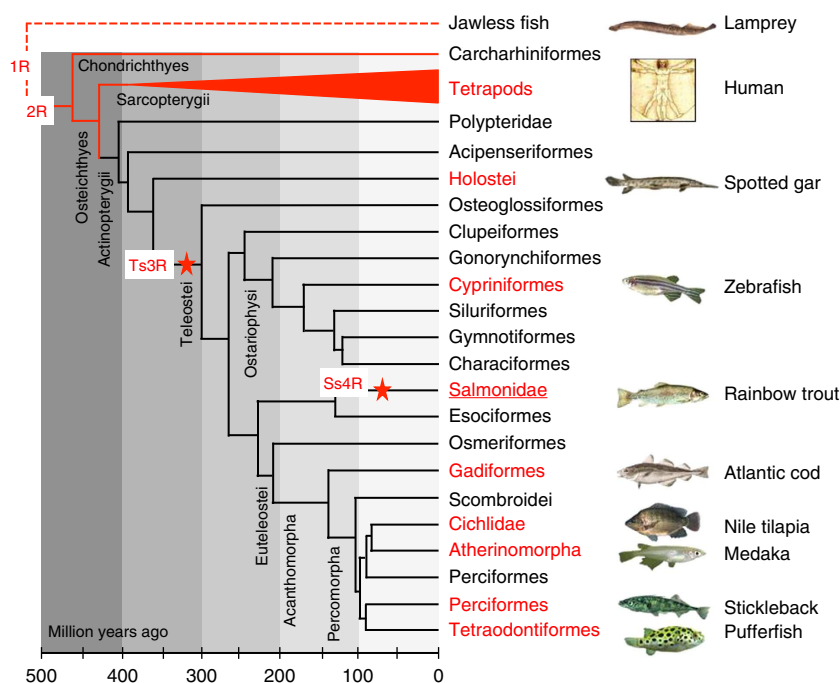 Jawless fish Lamprey
1R
Carcharhiniformes
Chondrichthyes
Tetrapods Human
Sarcopterygii
2R
Polypteridae
Osteichthyes
Actinopterygii
Acipenseriformes
Holostei Spotted gar
Osteoglossiformes
Clupeiformes
Ts3R
Teleostei
Ostariophysi
Gonorynchiformes
Cypriniformes Zebrafish
Siluriformes
Gymnotiformes
Characiformes
Ss4R
Salmonidae Rainbow trout
Esociformes
Osmeriformes
Euteleostei
Acanthomorpha
Percomorpha
Gadiformes Atlantic cod
Scombroidei
Cichlidae Nile tilapia
Atherinomorpha Medaka
Perciformes
Perciformes Stickleback
Tetraodontiformes Pufferfish
Million years ago
500 400 300 200 100 0